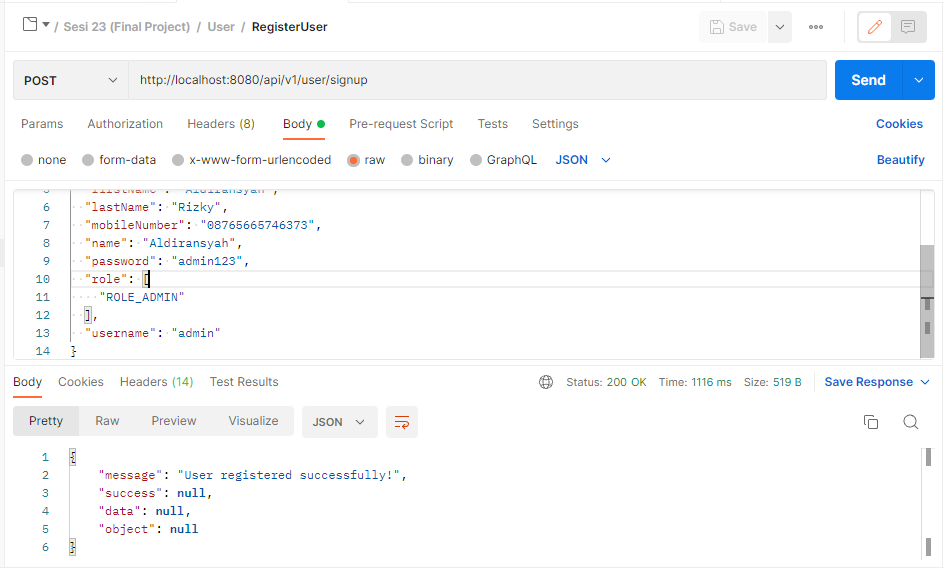 / Sesi 23 (Final Project) / User / RegisterUser
Save
POST
http://localhost:8080/api/v1/user/signup
Send
Params Authorization Headers (8) Body Pre-request Script Tests Settings Cookies
none form-data x-www-form-urlencoded raw binary GraphQL JSON Beautify
5 "firstName": "Aldiransyah",
6 "lastName": "Rizky",
7 "mobileNumber": "08765665746373",
8 "name": "Aldiransyah",
9 "password": "admin123",
10 "role": [
11 "ROLE_ADMIN"
12 ],
13 "username": "admin"
14 }
Body Cookies Headers (14) Test Results Status: 200 OK Time: 1116 ms Size: 519 B Save Response
Pretty Raw Preview Visualize JSON
1 {
2 "message": "User registered successfully!",
3 "success": null,
4 "data": null,
5 "object": null
6 }